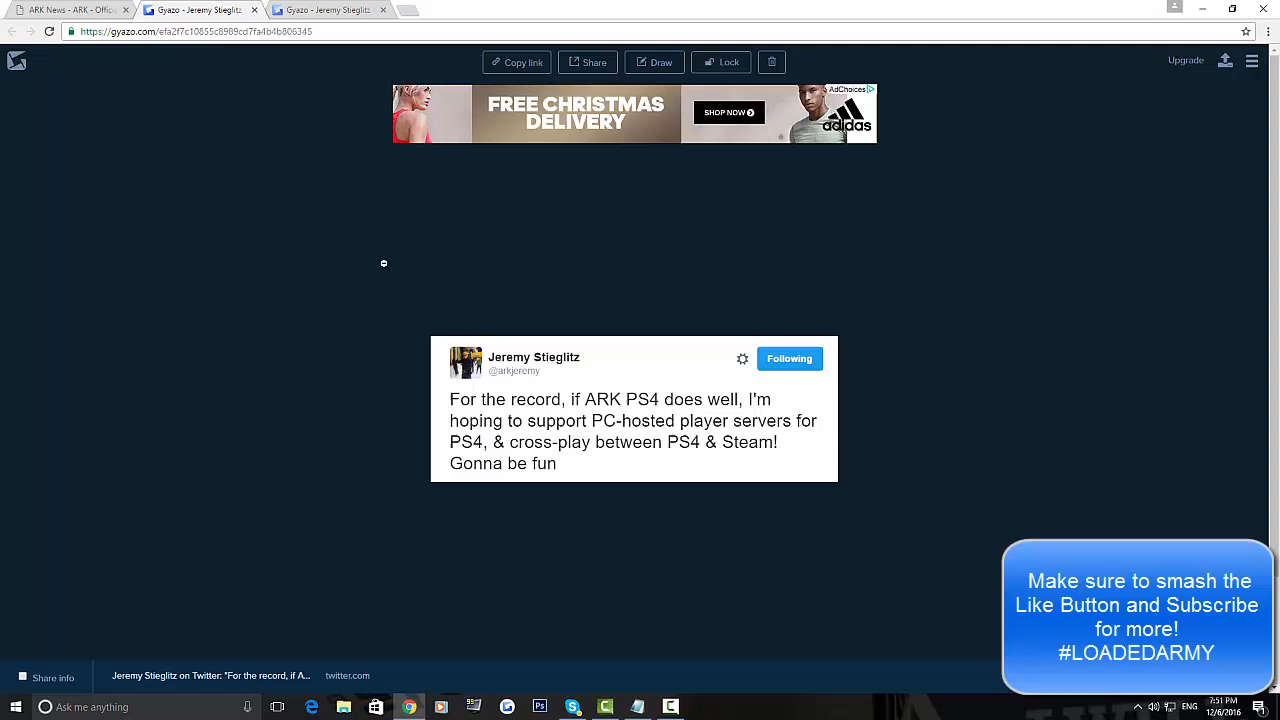 ARK News - ARK - Offici
Gyazo - Jeremy Stieglitz
Gyazo - Jeremy Stieglitz
https://gyazo.com/efa2f7c10855c8989cd7fa4b4b806345
Copy link
Share
Draw
Lock
Upgrade
FREE CHRISTMAS
DELIVERY
SHOP NOW
AdChoices
adidas
Jeremy Stieglitz
@arkjeremy
Following
For the record, if ARK PS4 does well, I'm
hoping to support PC-hosted player servers for
PS4, & cross-play between PS4 & Steam!
Gonna be fun
Make sure to smash the
Like Button and Subscribe
for more!
#LOADEDARMY
Share info
Jeremy Stieglitz on Twitter: "For the record, if A...
twitter.com
Ask me anything
Ps
ENG
7:51 PM
12/6/2016